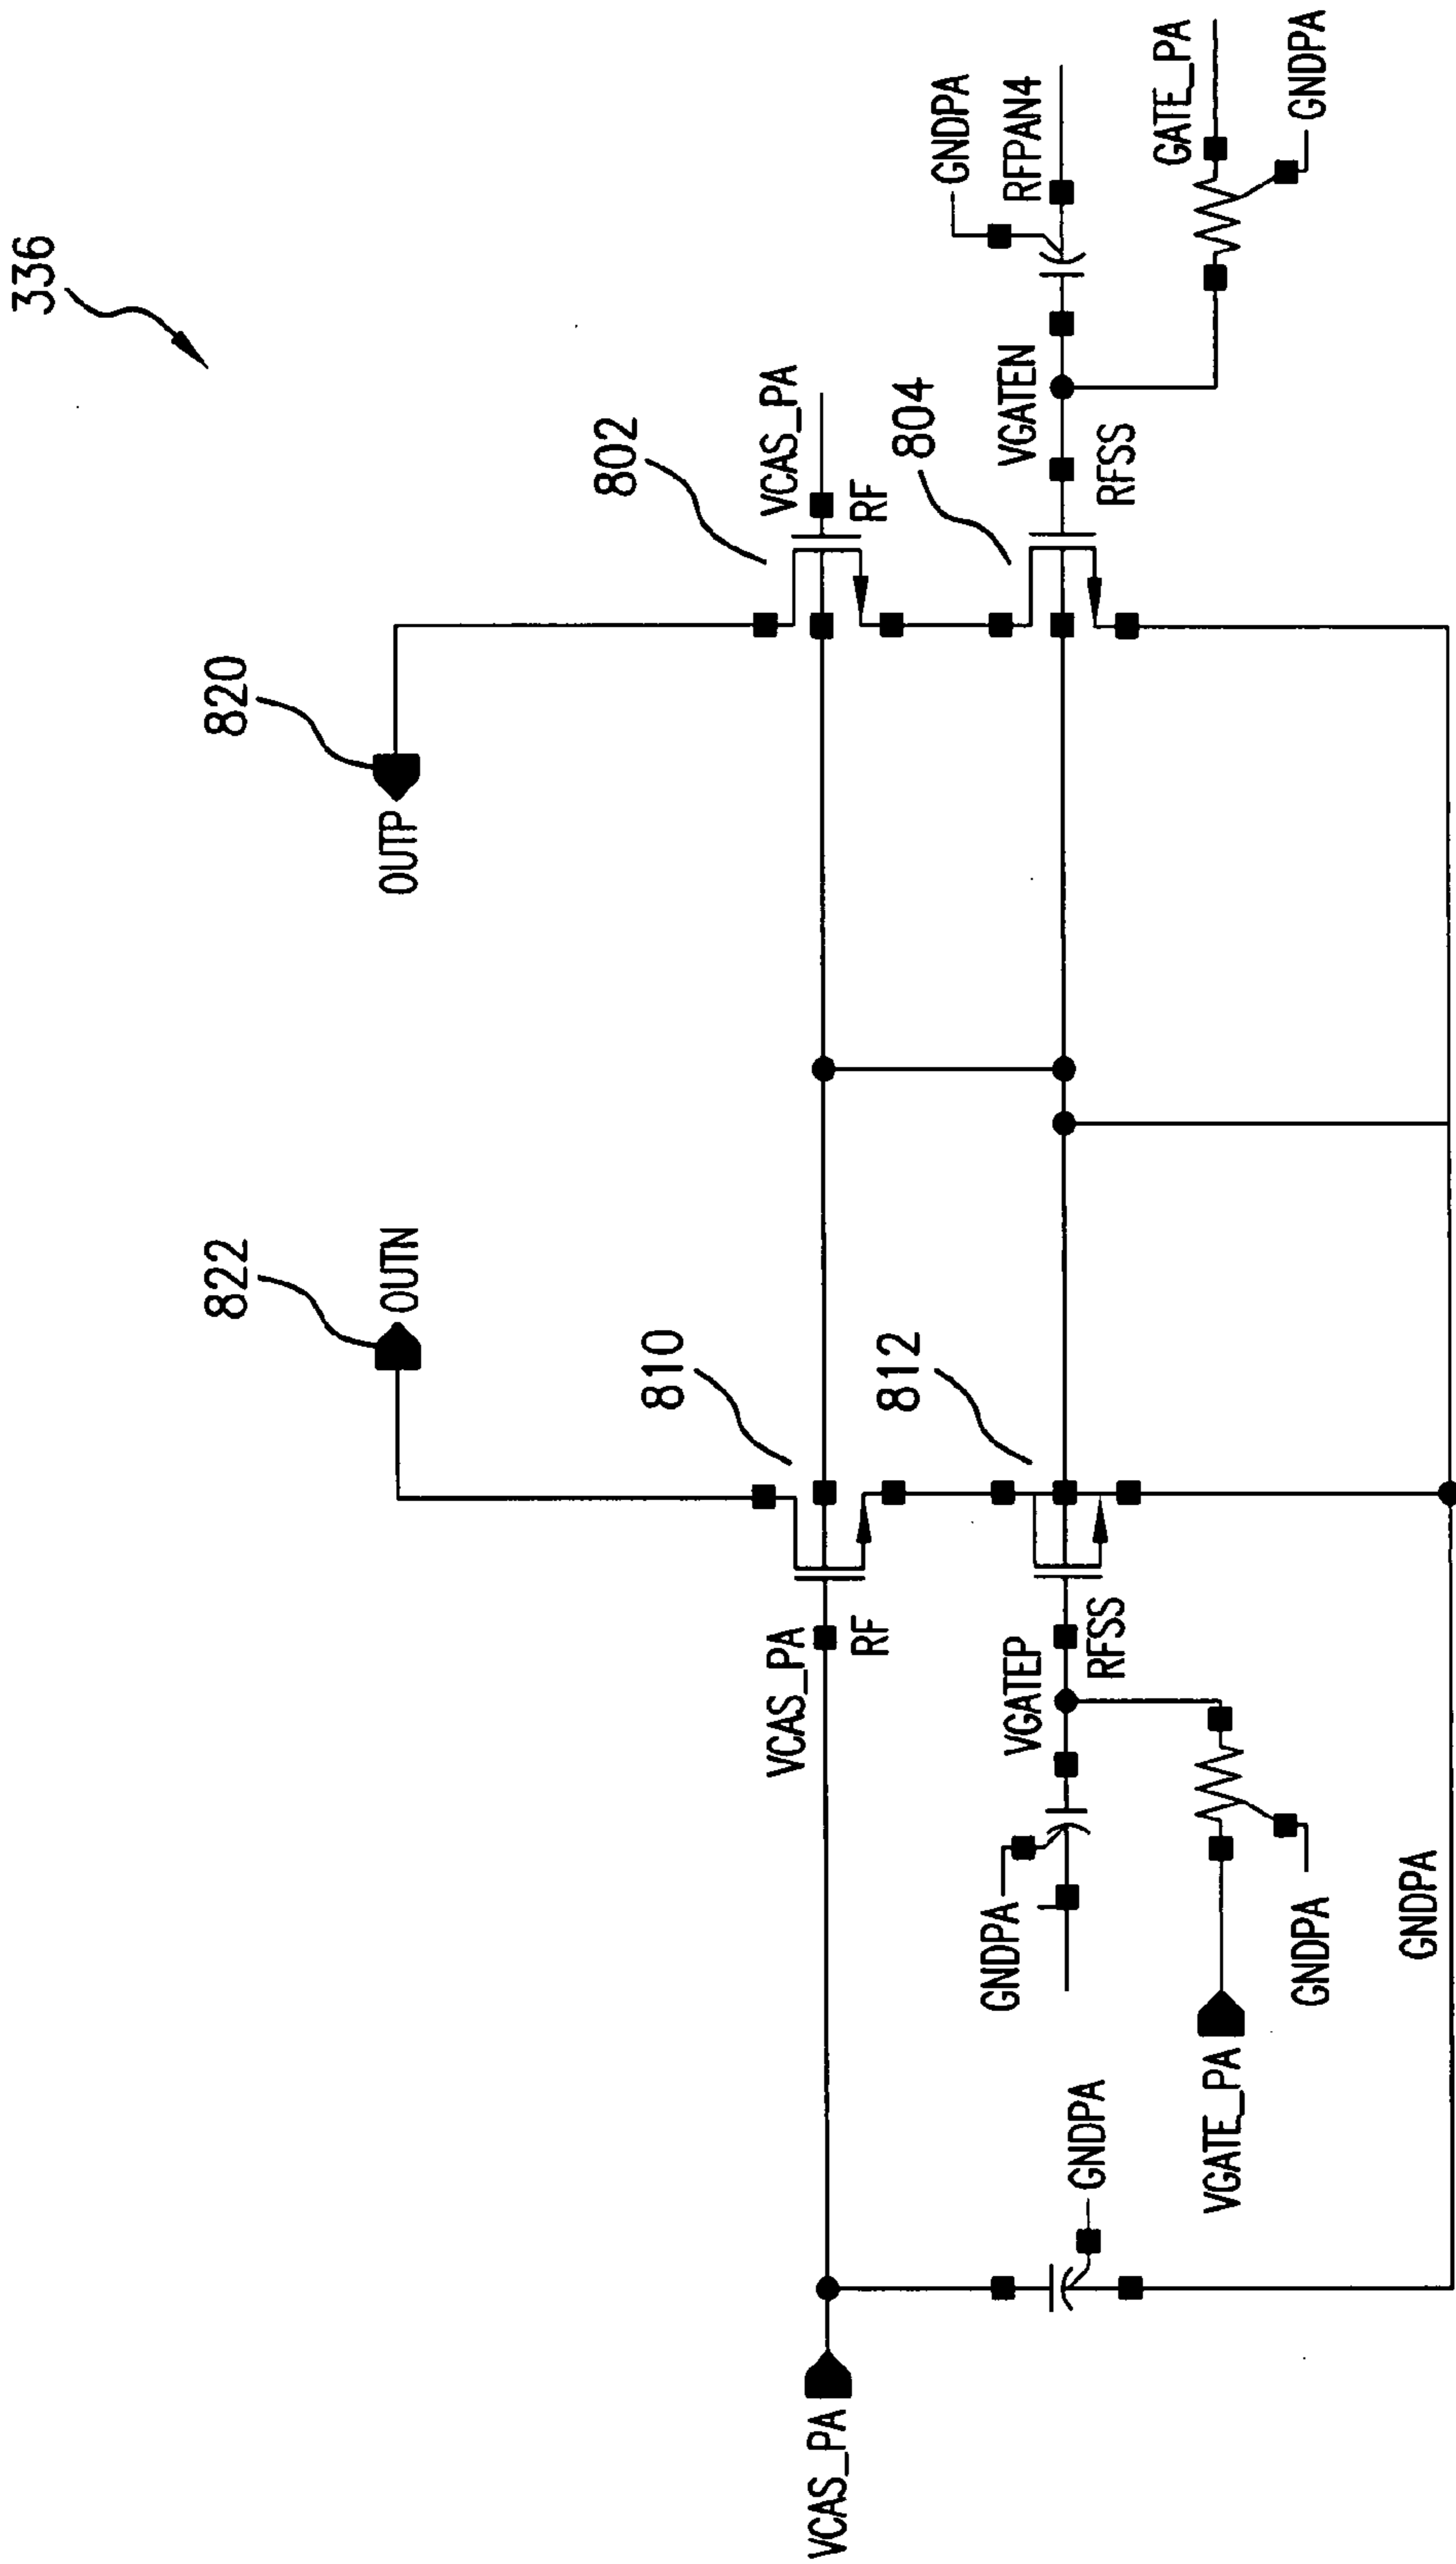 336
822
820
OUTN
OUTP
810
802
VCAS_PA
VCAS_PA
VCAS_PA
RF
RF
812
804
GNDPA
VGATEP
VGATEN
GNDPA
RFPAN4
RFSS
RFSS
GNDPA
VGATE_PA
GATE_PA
GNDPA
GNDPA
GNDPA